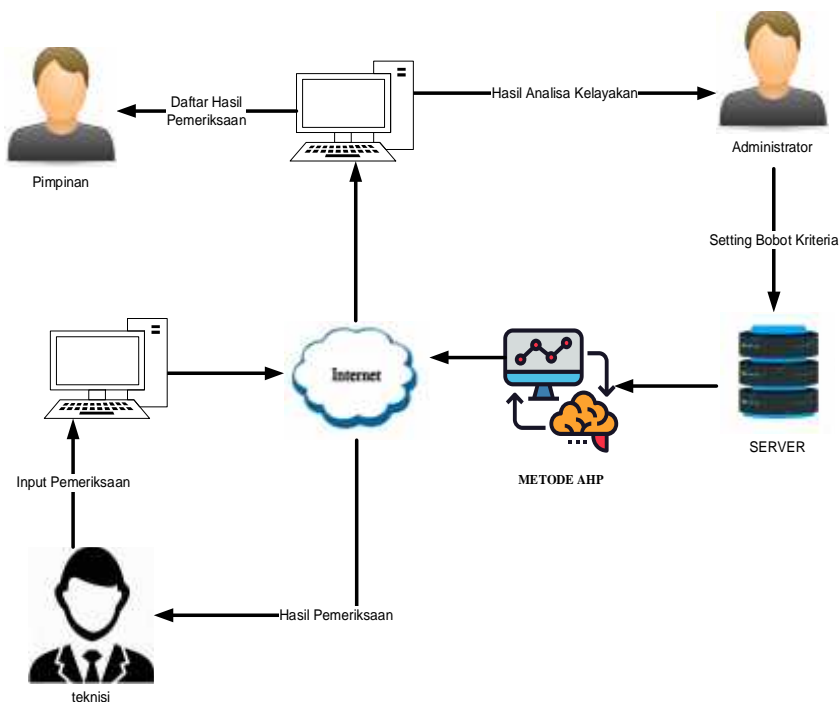 Daftar Hasil
Pemeriksaan
Hasil Analisa Kelayakan
Pimpinan
Administrator
Setting Bobot Kriteria
Internet
SERVER
METODE AHP
Input Pemeriksaan
Hasil Pemeriksaan
teknisi